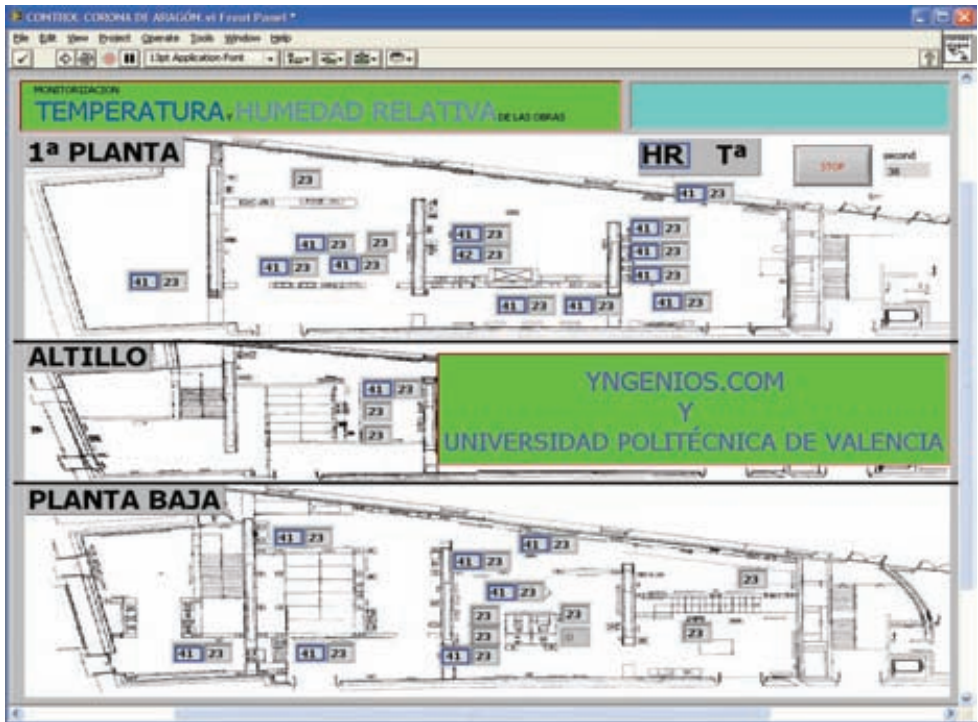 CONTROL CORONA DE ARAGÓN.vi Front Panel *
File Edit View Project Operate Tools Window Help
13pt Application Font
MONITORIZACION
TEMPERATURA Y HUMEDAD RELATIVA DE LAS OBRAS
1ª PLANTA
HR Tª
STOP
second
38
41 23
23
41 23
23
41 23
41 23
41 23
41 23
42 23
41 23
41 23
41 23
41 23
41 23
41 23
ALTILLO
41 23
23
23
YNGENIOS.COM
Y
UNIVERSIDAD POLITÉCNICA DE VALENCIA
PLANTA BAJA
41 23
41 23
41 23
41 23
23
23
23
23
0
23
41 23
41 23
41 23